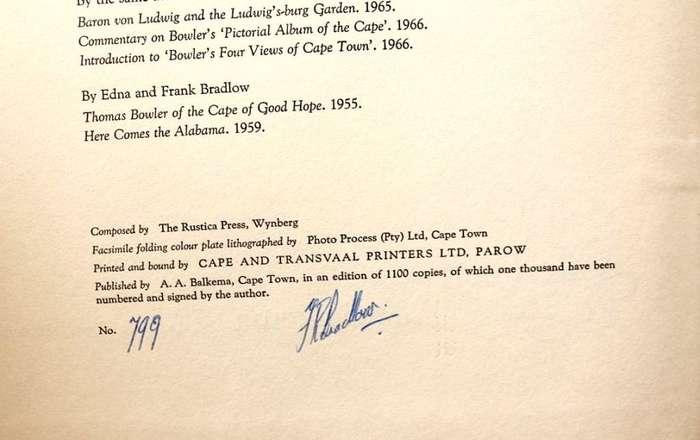 By the same
Baron von Ludwig and the Ludwig's-burg Garden. 1965.
Commentary on Bowler's 'Pictorial Album of the Cape'. 1966.
Introduction to 'Bowler's Four Views of Cape Town'. 1966.
By Edna and Frank Bradlow
Thomas Bowler of the Cape of Good Hope. 1955.
Here Comes the Alabama. 1959.
Composed by The Rustica Press, Wynberg
Facsimile folding colour plate lithographed by Photo Process (Pty) Ltd, Cape Town
Printed and bound by CAPE AND TRANSVAAL PRINTERS LTD, PAROW
Published by A. A. Balkema, Cape Town, in an edition of 1100 copies, of which one thousand have been
numbered and signed by the author.
No. 799 FRBradlow.